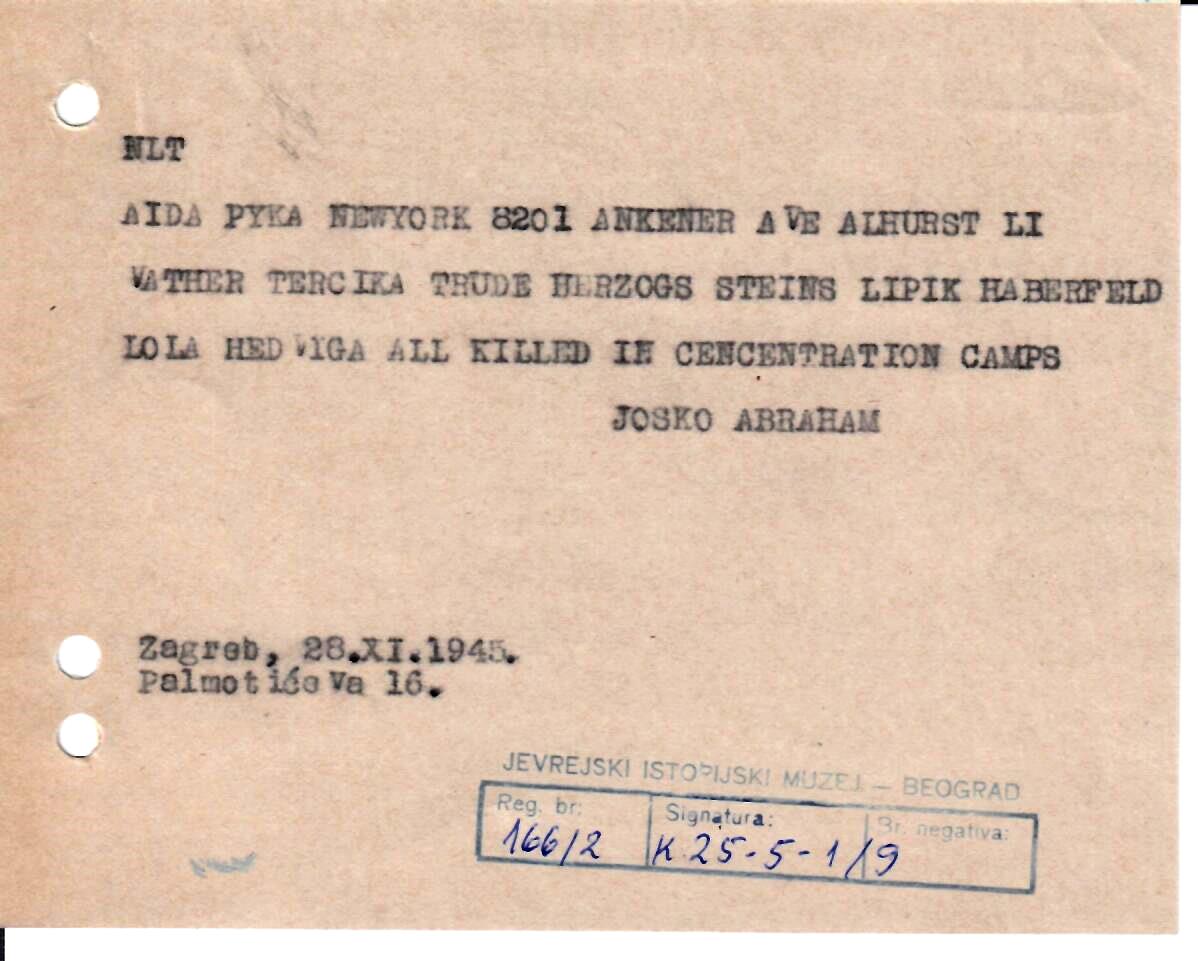 NLT
AIDA PYKA NEWYORK 8201 ANKENER AVE ALHURST LI
VATHER TERCIKA TRUDE HERZOGS STEINS LIPIK HABERFELD
LOLA HEDVIGA ALL KILLED IN CENCENTRATION CAMPS
JOSKO ABRAHAM
Zagreb, 28.XI.1945.
Palmotićeva 16.
JEVREJSKI ISTORIJSKI MUZEJ — BEOGRAD
Reg. br: Signatura: Br. negativa:
166/2 K. 25-5-1/9